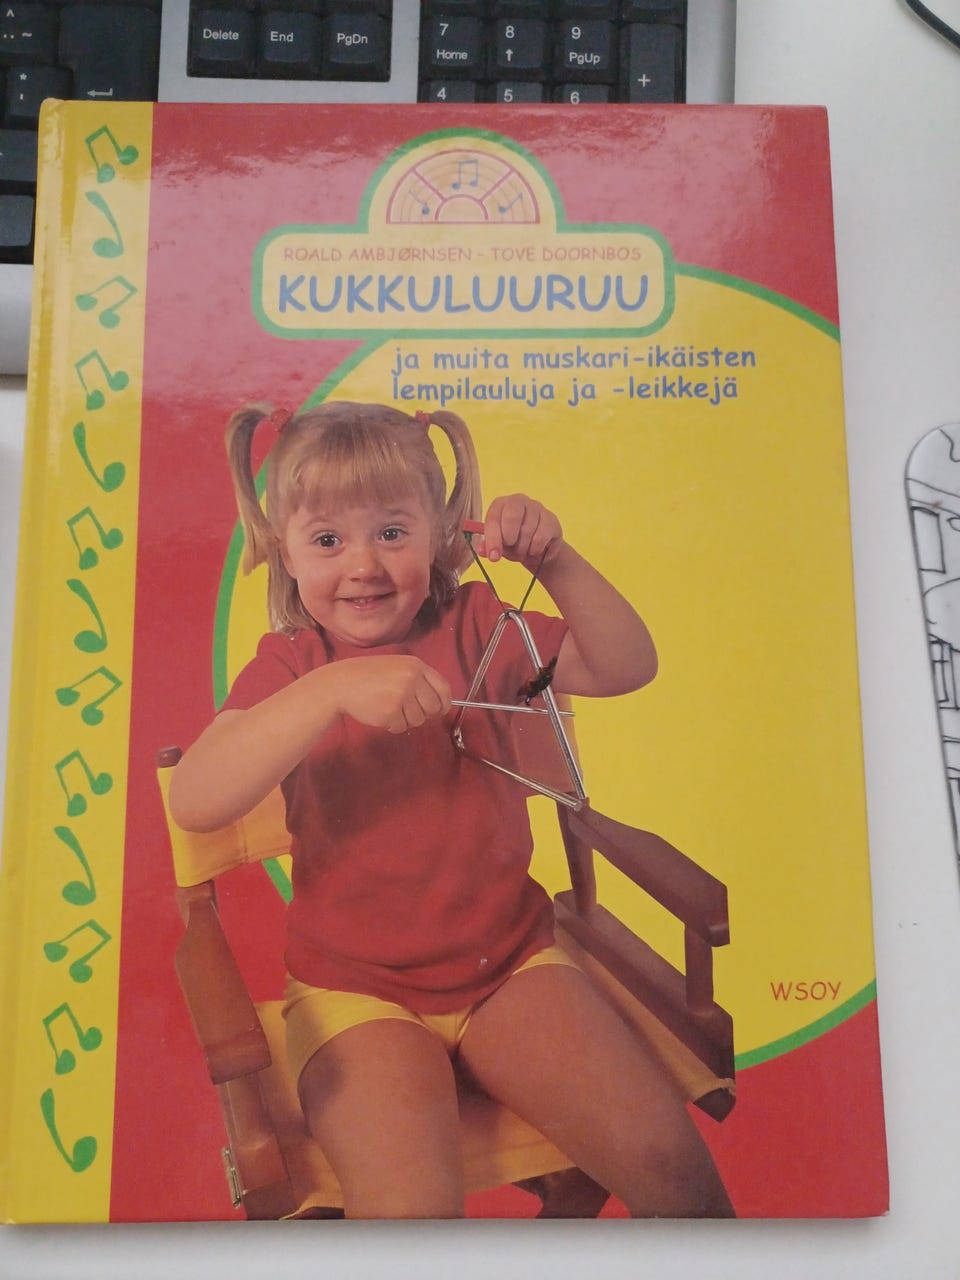 Delete End PgDn
7 8 9
Home ↑ PgUp
+
4 5 6
ROALD AMBJØRNSEN - TOVE DOORNBOS
KUKKULUURUU
ja muita muskari-ikäisten
lempilauluja ja -leikkejä
WSOY